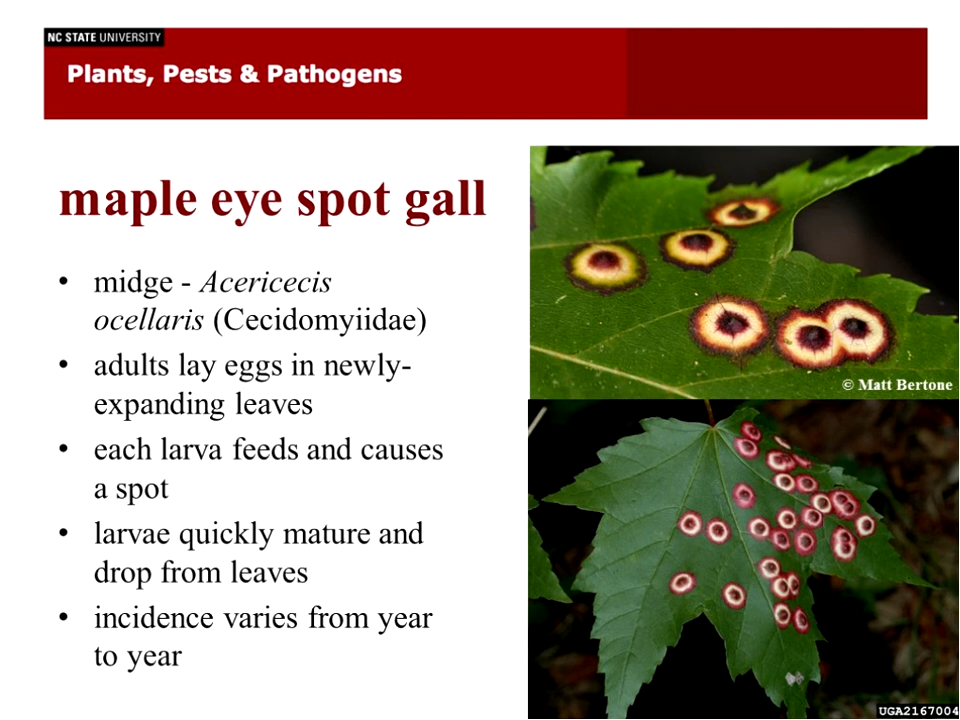 NC STATE UNIVERSITY
Plants, Pests & Pathogens
maple eye spot gall
• midge - Acericecis
ocellaris (Cecidomyiidae)
• adults lay eggs in newly-
expanding leaves
• each larva feeds and causes
a spot
• larvae quickly mature and
drop from leaves
• incidence varies from year
to year
© Matt Bertone
UGA2167004